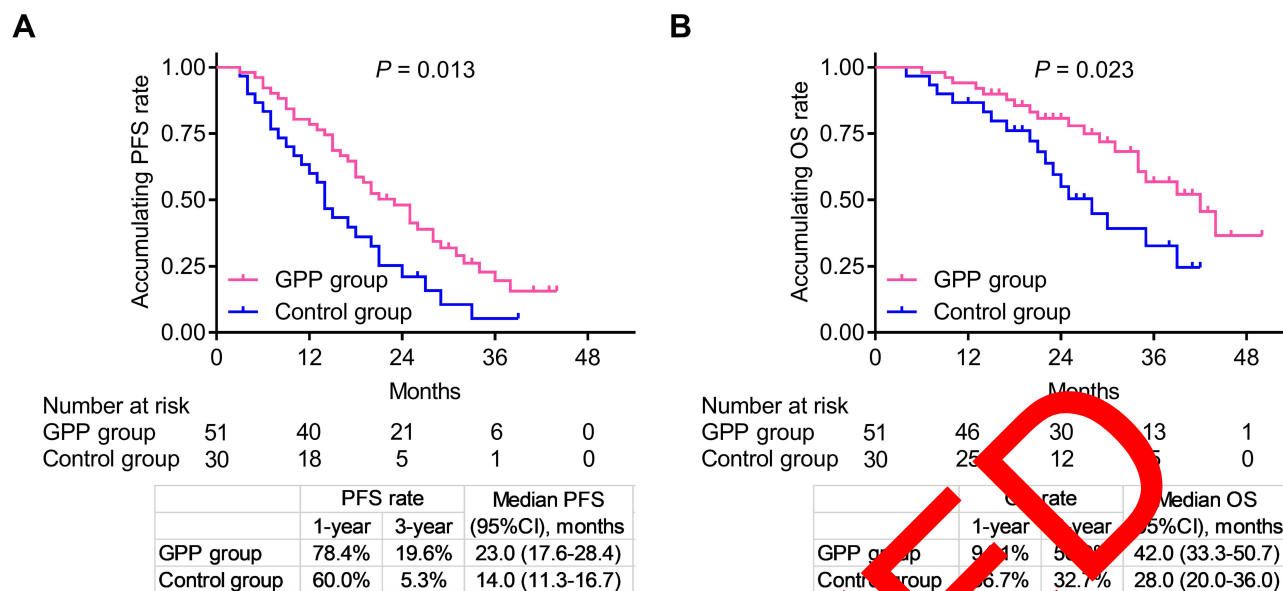 A
P = 0.013
Accumulating PFS rate
1.00
0.75
0.50
0.25
0.00
GPP group
Control group
0 12 24 36 48
Months
Number at risk
GPP group 51 40 21 6 0
Control group 30 18 5 1 0
PFS rate Median PFS
1-year 3-year (95%CI), months
GPP group 78.4% 19.6% 23.0 (17.6-28.4)
Control group 60.0% 5.3% 14.0 (11.3-16.7)
B
P = 0.023
Accumulating OS rate
1.00
0.75
0.50
0.25
0.00
GPP group
Control group
0 12 24 36 48
Months
Number at risk
GPP group 51 46 30 13 1
Control group 30 25 12 0
rate Median OS
1-year months
GPP 42.0 (33.3-50.7)
group 32.7% 28.0 (20.0-36.0)
D